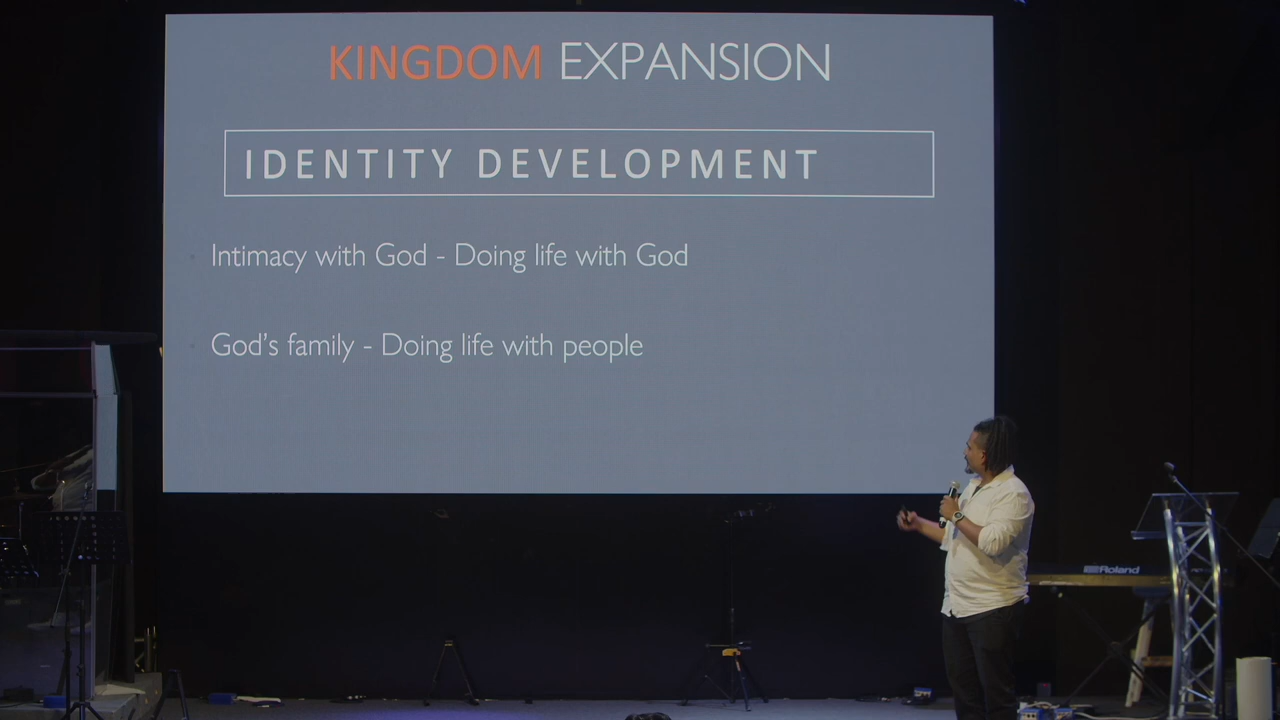 KINGDOM EXPANSION
IDENTITY DEVELOPMENT
Intimacy with God - Doing life with God
God's family - Doing life with people
Roland